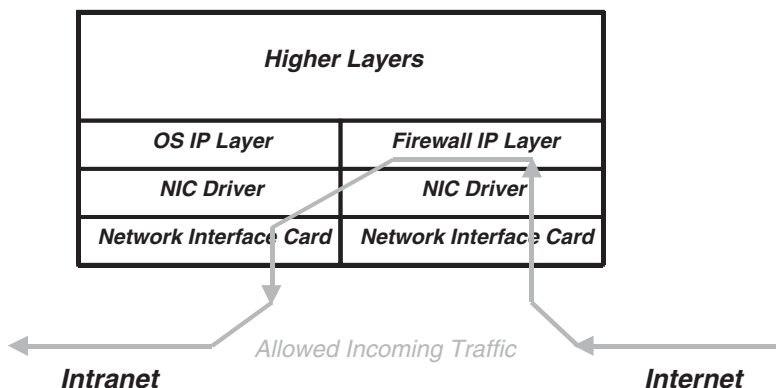 Higher Layers
OS IP Layer
Firewall IP Layer
NIC Driver
NIC Driver
Network Interface Card
Network Interface Card
Allowed Incoming Traffic
Intranet
Internet